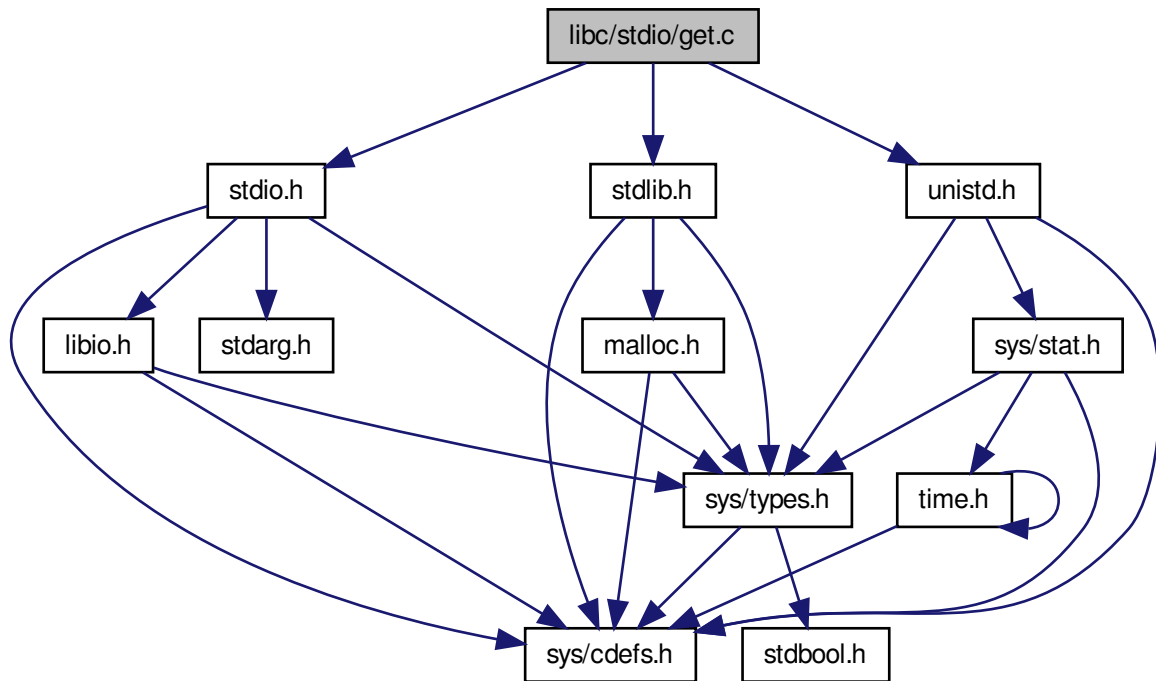 libc/stdio/get.c
stdio.h
stdlib.h
unistd.h
libio.h
stdarg.h
malloc.h
sys/stat.h
sys/types.h
time.h
sys/cdefs.h
stdbool.h